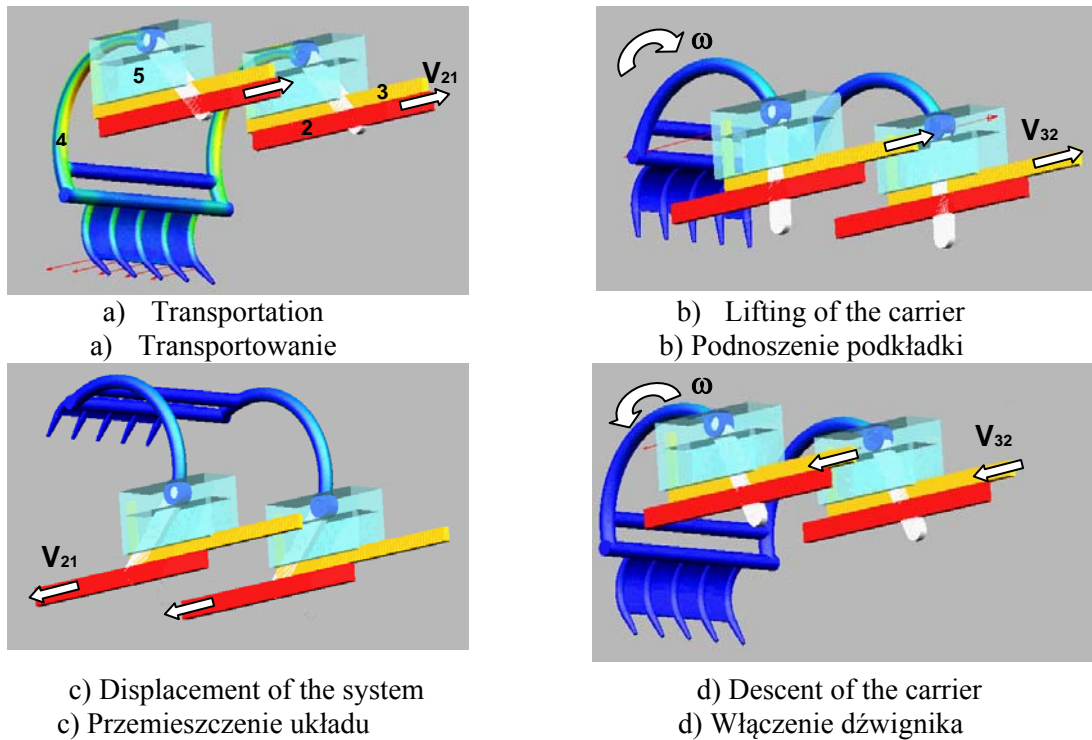 5
4
3
2
V21
ω
V32
a) Transportation
a) Transportowanie
b) Lifting of the carrier
b) Podnoszenie podkładki
V21
ω
V32
c) Displacement of the system
c) Przemieszczenie układu
d) Descent of the carrier
d) Włączenie dźwignika